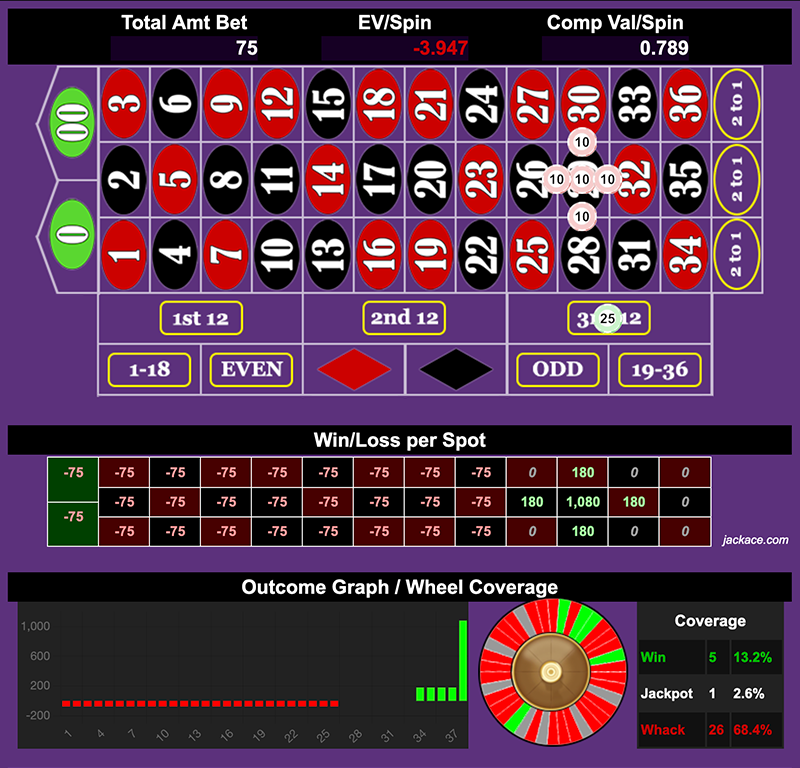 Total Amt Bet EV/Spin Comp Val/Spin
75 -3.947 0.789
00 3 6 9 12 15 18 21 24 27 30 33 36 2 to 1
10
2 5 8 11 14 17 20 23 26 32 35 2 to 1
10 10 10
10
0 1 4 7 10 13 16 19 22 25 28 31 34 2 to 1
1st 12 2nd 12 3rd 12
25
1-18 EVEN ODD 19-36
Win/Loss per Spot
-75 -75 -75 -75 -75 -75 -75 -75 -75 0 180 0 0
-75 -75 -75 -75 -75 -75 -75 -75 180 1,080 180 0
-75 -75 -75 -75 -75 -75 -75 -75 -75 0 180 0 0
jackace.com
Outcome Graph / Wheel Coverage
1,000
600
200
-200
1 4 7 10 13 16 19 22 25 28 31 34 37
Coverage
Win 5 13.2%
Jackpot 1 2.6%
Whack 26 68.4%